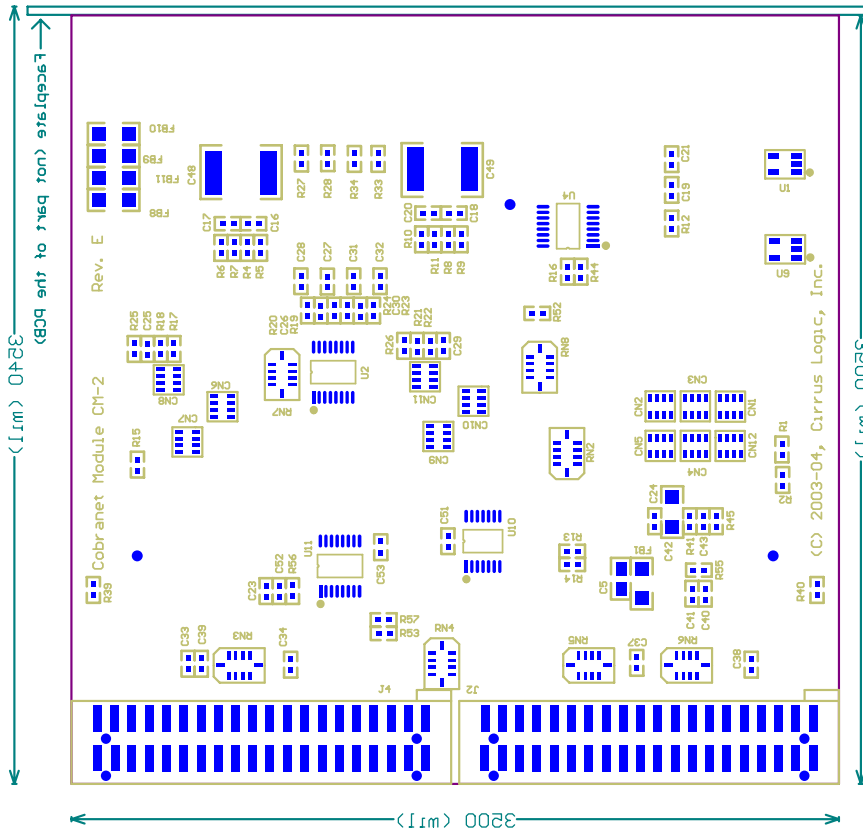 Faceplate (not part of the PCB)
FB10
FB9
FB11
FB8
C48
R27
R28
R34
R33
C49
U4
C21
C19
R12
U1
C17
C16
C20
C18
R6
R7
R4
R5
R10
R11
R8
R9
R16
R44
U9
Rev. E
C28
C27
C31
C32
R20
C26
R19
R24
C30
R23
R52
3540 (mil)
3500 (mil)
R25
C25
R18
R17
R26
R21
R22
C29
RN8
CN8
CN6
CN7
RN7
U2
CN11
CN10
CN9
RN2
CN2
CN3
CN1
CN5
CN4
CN12
R1
R3
R15
Cobranet Module CM-2
(C) 2003-04, Cirrus Logic, Inc.
C24
C42
R41
C43
R45
U11
U10
C51
C53
R13
R14
FB1
C5
R55
C41
C40
R39
R40
C23
C52
R56
R57
R53
C33
C39
RN3
C34
RN4
RN5
C37
RN6
C38
J4
J2
3500 (mil)